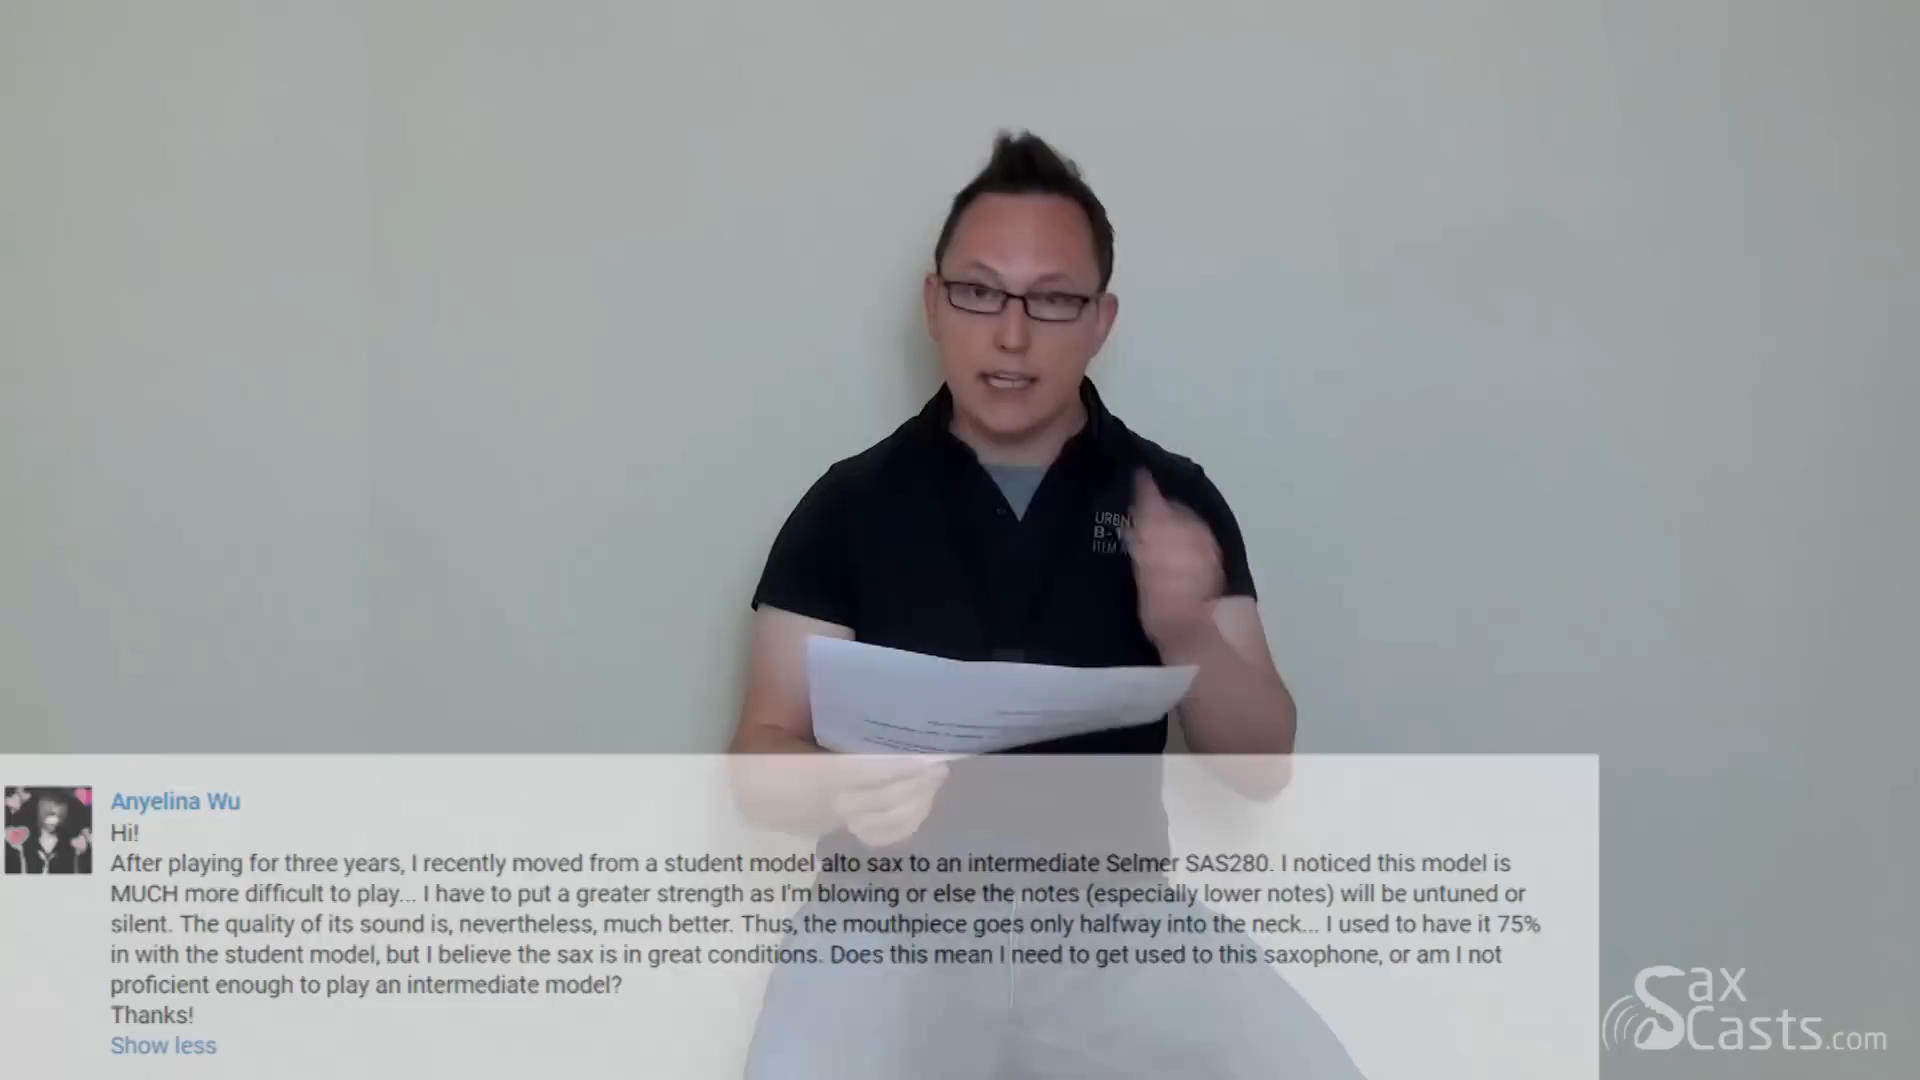 URBN
B-1
ITEM
Anyelina Wu
Hi!
After playing for three years, I recently moved from a student model alto sax to an intermediate Selmer SAS280. I noticed this model is
MUCH more difficult to play... I have to put a greater strength as I'm blowing or else the notes (especially lower notes) will be untuned or
silent. The quality of its sound is, nevertheless, much better. Thus, the mouthpiece goes only halfway into the neck... I used to have it 75%
in with the student model, but I believe the sax is in great conditions. Does this mean I need to get used to this saxophone, or am I not
proficient enough to play an intermediate model?
Thanks!
Show less
Sax
Casts.com